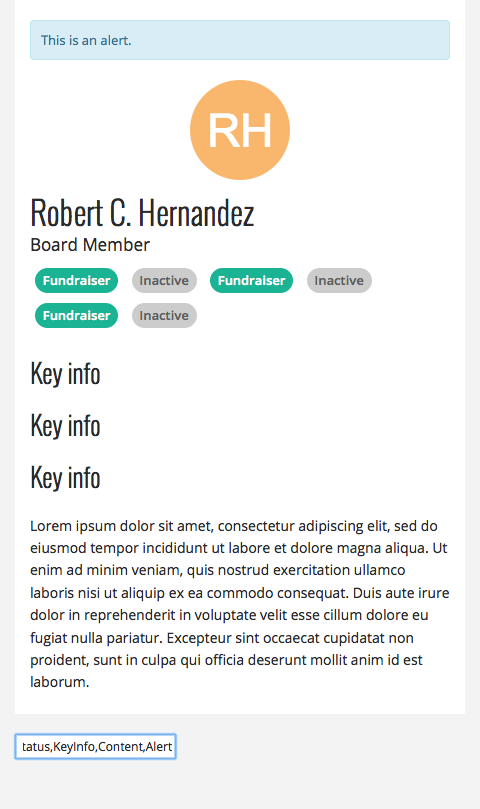 This is an alert.
RH
Robert C. Hernandez
Board Member
Fundraiser Inactive Fundraiser Inactive
Fundraiser Inactive
Key info
Key info
Key info
Lorem ipsum dolor sit amet, consectetur adipiscing elit, sed do
eiusmod tempor incididunt ut labore et dolore magna aliqua. Ut
enim ad minim veniam, quis nostrud exercitation ullamco
laboris nisi ut aliquip ex ea commodo consequat. Duis aute irure
dolor in reprehenderit in voluptate velit esse cillum dolore eu
fugiat nulla pariatur. Excepteur sint occaecat cupidatat non
proident, sunt in culpa qui officia deserunt mollit anim id est
laborum.
tatus,KeyInfo,Content,Alert